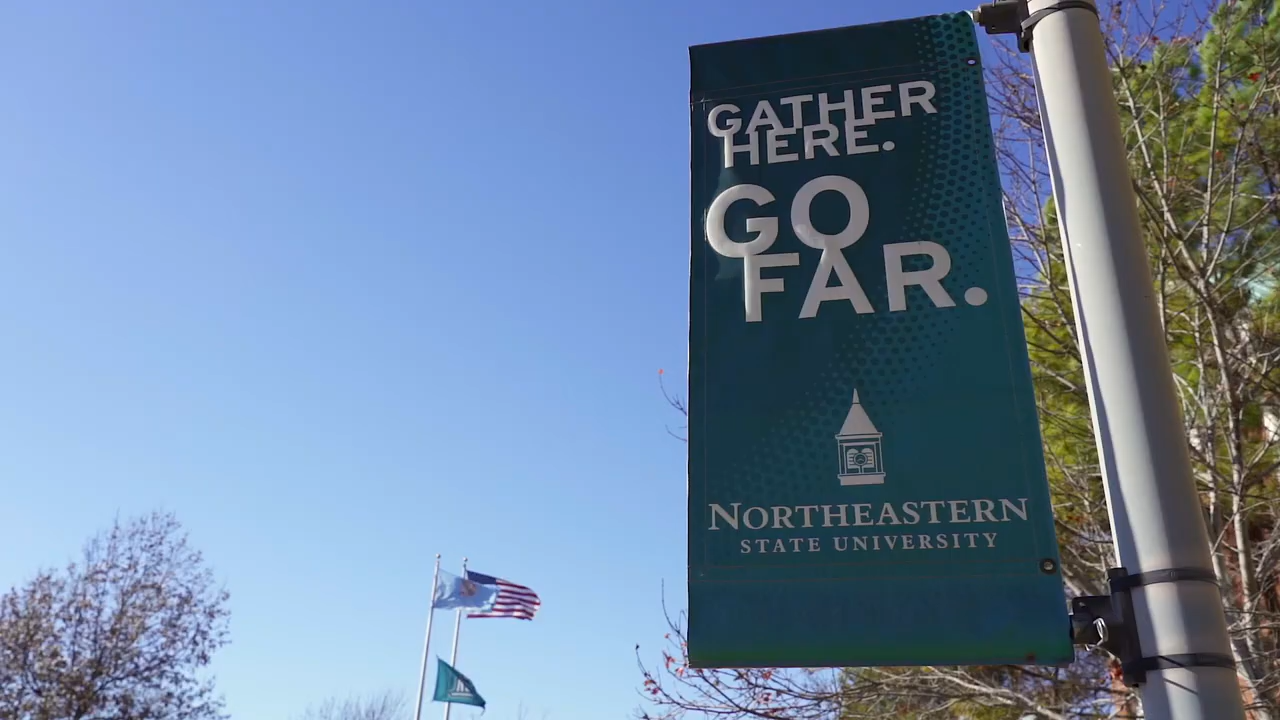 GATHER
HERE.
GO
FAR.
NORTHEASTERN
STATE UNIVERSITY